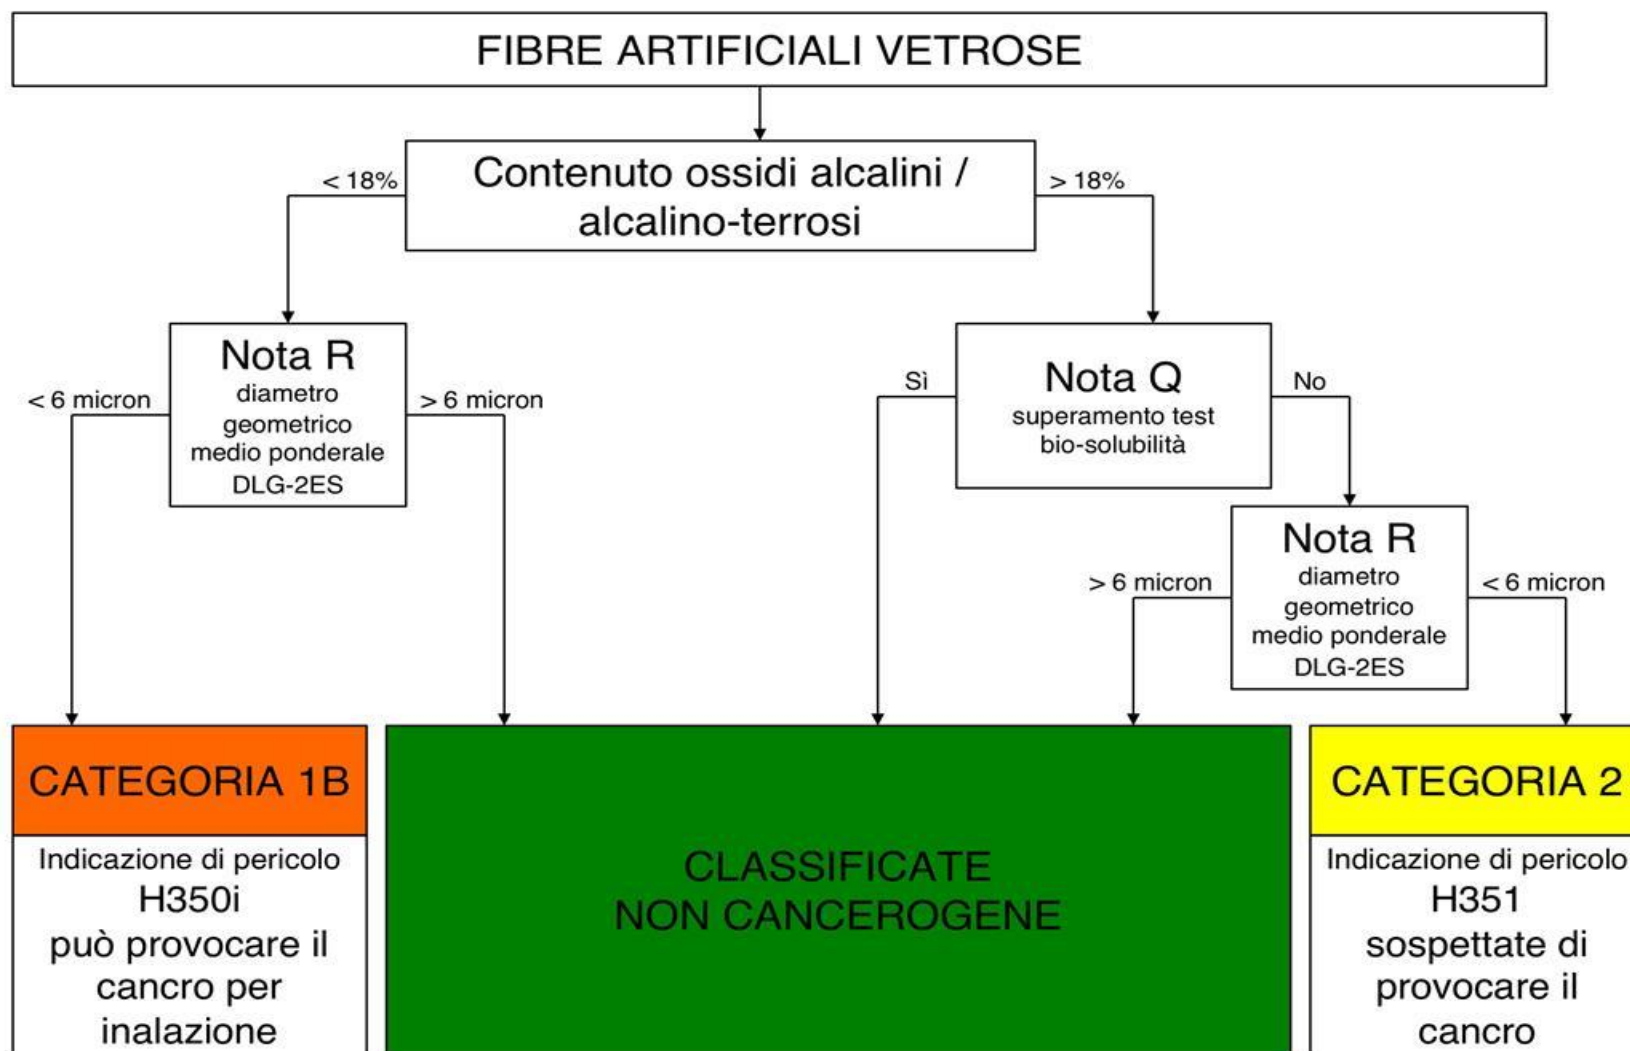 FIBRE ARTIFICIALI VETROSE
Contenuto ossidi alcalini /
alcalino-terrosi
< 18%
> 18%
Nota R
diametro
geometrico
medio ponderale
DLG-2ES
< 6 micron
> 6 micron
Nota Q
superamento test
bio-solubilità
Sì
No
Nota R
diametro
geometrico
medio ponderale
DLG-2ES
> 6 micron
< 6 micron
CATEGORIA 1B
Indicazione di pericolo
H350i
può provocare il
cancro per
inalazione
CLASSIFICATE
NON CANCEROGENE
CATEGORIA 2
Indicazione di pericolo
H351
sospettate di
provocare il
cancro